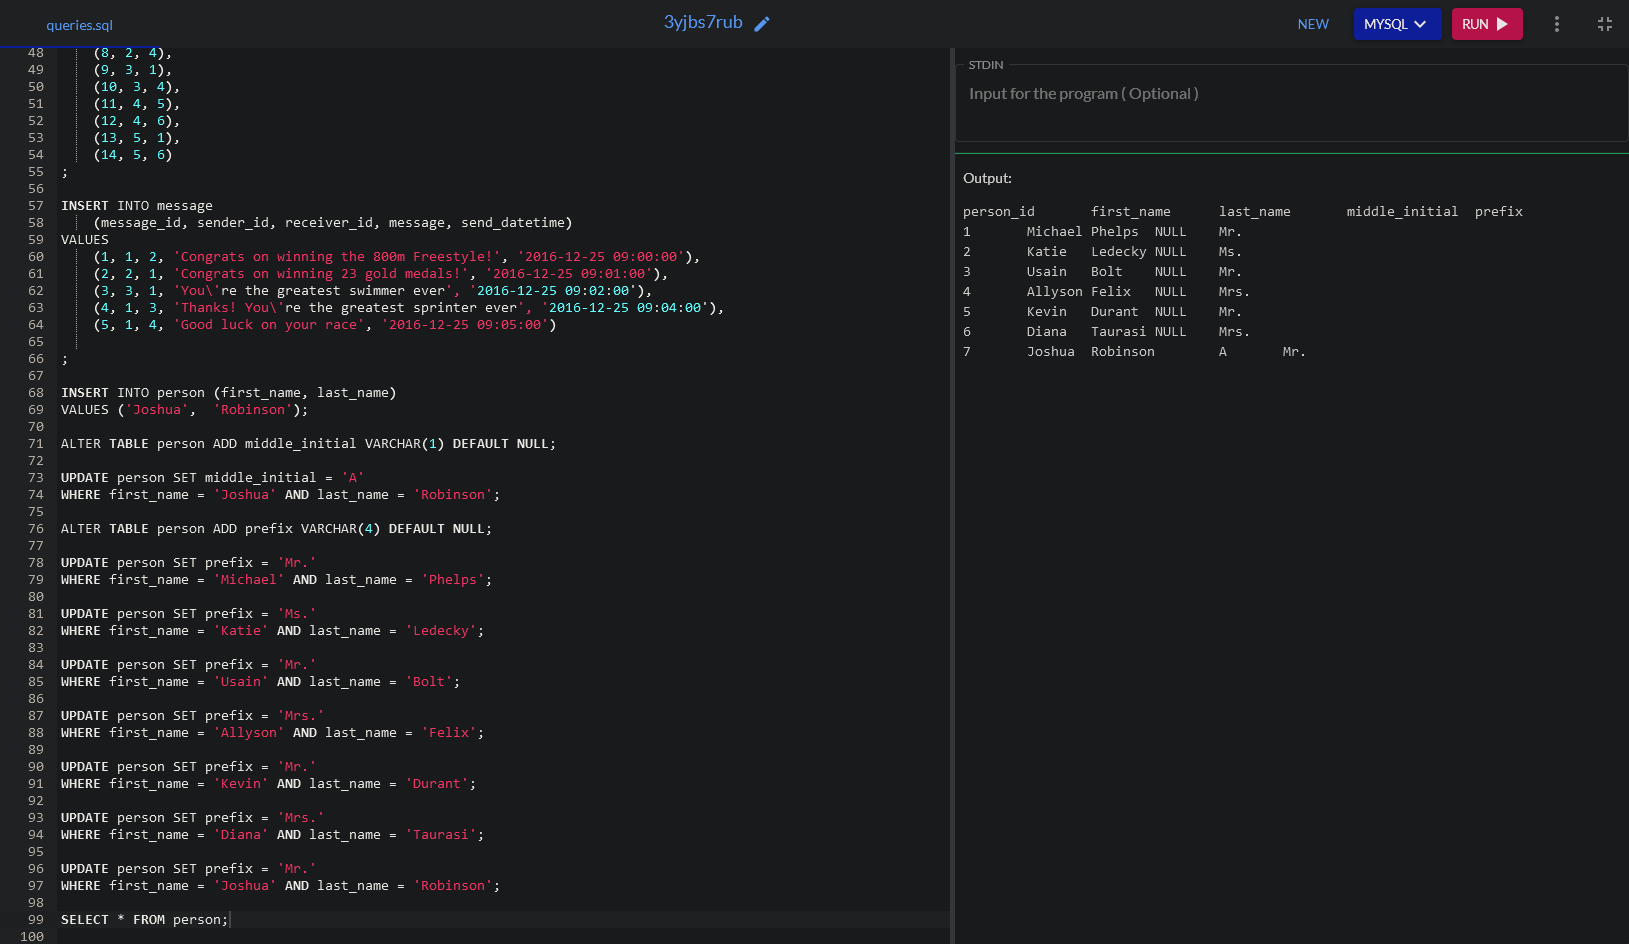 queries.sql
3yjbs7rub
NEW
MYSQL
RUN
48 (8, 2, 4),
49 (9, 3, 1),
50 (10, 3, 4),
51 (11, 4, 5),
52 (12, 4, 6),
53 (13, 5, 1),
54 (14, 5, 6)
55 ;
56
57 INSERT INTO message
58 (message_id, sender_id, receiver_id, message, send_datetime)
59 VALUES
60 (1, 1, 2, 'Congrats on winning the 800m Freestyle!', '2016-12-25 09:00:00'),
61 (2, 2, 1, 'Congrats on winning 23 gold medals!', '2016-12-25 09:01:00'),
62 (3, 3, 1, 'You\'re the greatest swimmer ever', '2016-12-25 09:02:00'),
63 (4, 1, 3, 'Thanks! You\'re the greatest sprinter ever', '2016-12-25 09:04:00'),
64 (5, 1, 4, 'Good luck on your race', '2016-12-25 09:05:00')
65
66 ;
67
68 INSERT INTO person (first_name, last_name)
69 VALUES ('Joshua',  'Robinson');
70
71 ALTER TABLE person ADD middle_initial VARCHAR(1) DEFAULT NULL;
72
73 UPDATE person SET middle_initial = 'A'
74 WHERE first_name = 'Joshua' AND last_name = 'Robinson';
75
76 ALTER TABLE person ADD prefix VARCHAR(4) DEFAULT NULL;
77
78 UPDATE person SET prefix = 'Mr.'
79 WHERE first_name = 'Michael' AND last_name = 'Phelps';
80
81 UPDATE person SET prefix = 'Ms.'
82 WHERE first_name = 'Katie' AND last_name = 'Ledecky';
83
84 UPDATE person SET prefix = 'Mr.'
85 WHERE first_name = 'Usain' AND last_name = 'Bolt';
86
87 UPDATE person SET prefix = 'Mrs.'
88 WHERE first_name = 'Allyson' AND last_name = 'Felix';
89
90 UPDATE person SET prefix = 'Mr.'
91 WHERE first_name = 'Kevin' AND last_name = 'Durant';
92
93 UPDATE person SET prefix = 'Mrs.'
94 WHERE first_name = 'Diana' AND last_name = 'Taurasi';
95
96 UPDATE person SET prefix = 'Mr.'
97 WHERE first_name = 'Joshua' AND last_name = 'Robinson';
98
99 SELECT * FROM person;
100
STDIN
Input for the program ( Optional )
Output:
person_id first_name last_name middle_initial prefix
1 Michael Phelps NULL Mr.
2 Katie Ledecky NULL Ms.
3 Usain Bolt NULL Mr.
4 Allyson Felix NULL Mrs.
5 Kevin Durant NULL Mr.
6 Diana Taurasi NULL Mrs.
7 Joshua Robinson A Mr.